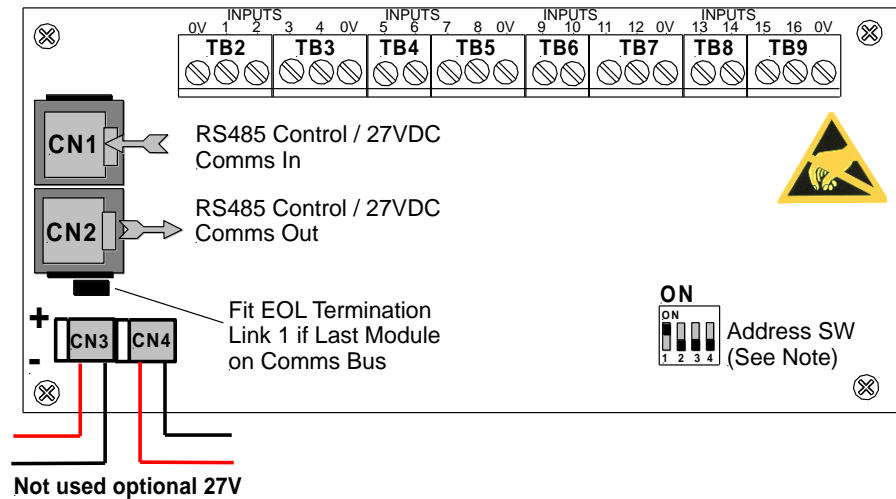 INPUTS INPUTS INPUTS INPUTS
0V 1 2 3 4 0V 5 6 7 8 0V 9 10 11 12 0V 13 14 15 16 0V
TB2 TB3 TB4 TB5 TB6 TB7 TB8 TB9
CN1
RS485 Control / 27VDC
Comms In
CN2
RS485 Control / 27VDC
Comms Out
Fit EOL Termination
Link 1 if Last Module
on Comms Bus
+
-
CN3 CN4
ON
ON
1 2 3 4
Address SW
(See Note)
Not used optional 27V